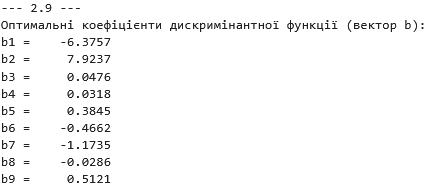 --- 2.9 ---
Оптимальні коефіцієнти дискримінантної функції (вектор b):
b1 =    -6.3757
b2 =     7.9237
b3 =     0.0476
b4 =     0.0318
b5 =     0.3845
b6 =    -0.4662
b7 =    -1.1735
b8 =    -0.0286
b9 =     0.5121